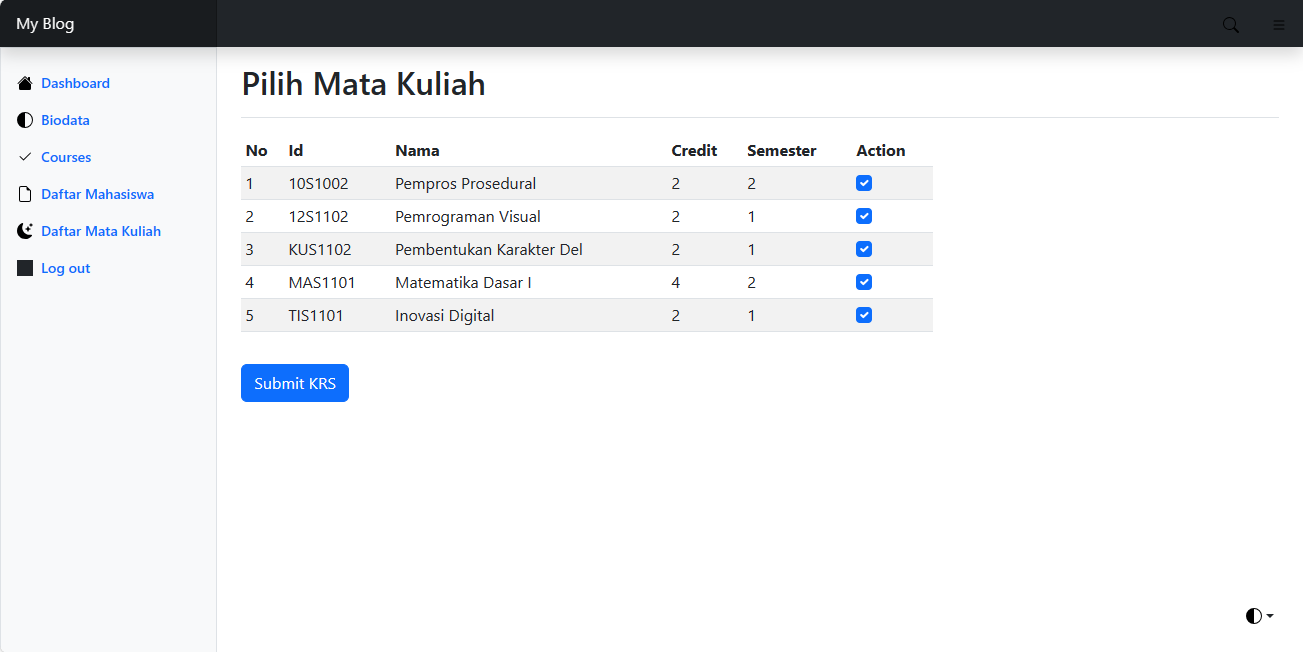 My Blog
Dashboard
Biodata
Courses
Daftar Mahasiswa
Daftar Mata Kuliah
Log out
Pilih Mata Kuliah
No Id Nama Credit Semester Action
1 10S1002 Pempros Prosedural 2 2
2 12S1102 Pemrograman Visual 2 1
3 KUS1102 Pembentukan Karakter Del 2 1
4 MAS1101 Matematika Dasar I 4 2
5 TIS1101 Inovasi Digital 2 1
Submit KRS